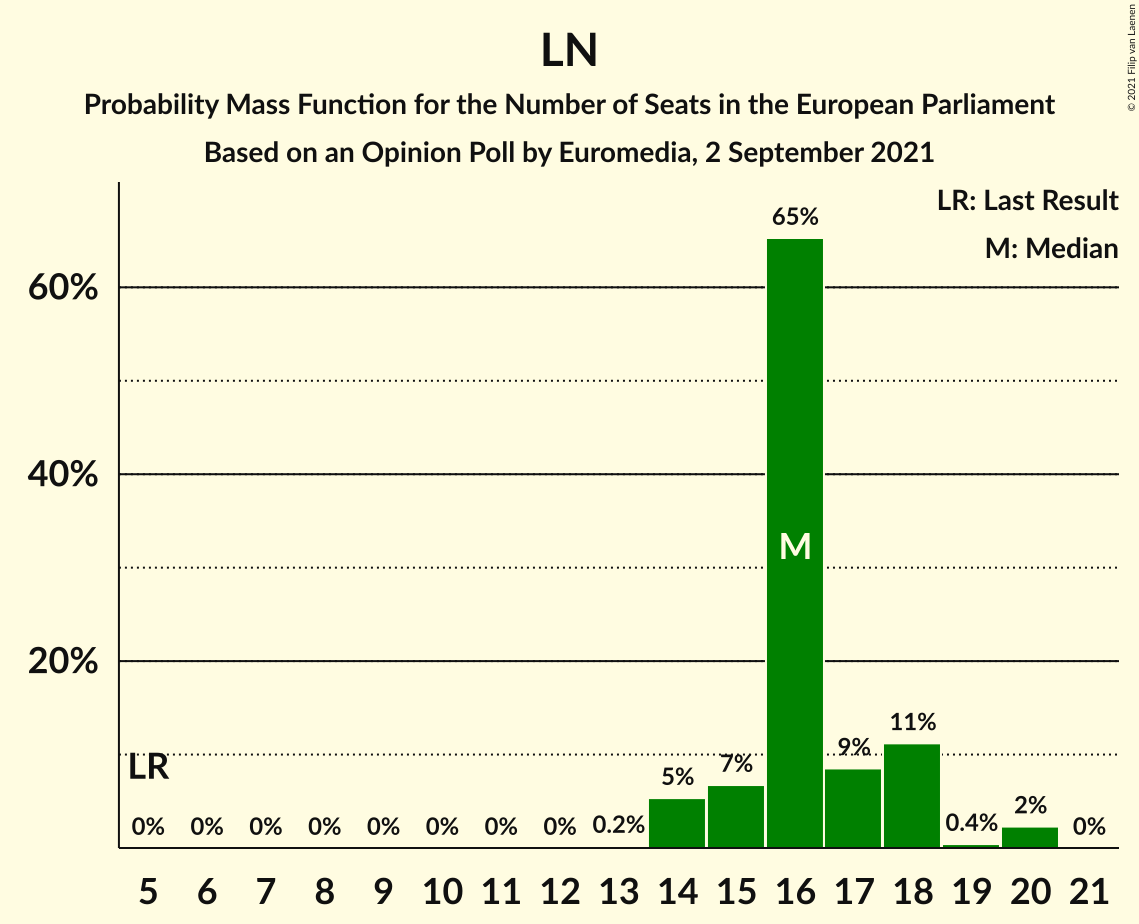 LN
Probability Mass Function for the Number of Seats in the European Parliament
Based on an Opinion Poll by Euromedia, 2 September 2021
© 2021 Filip van Laenen
LR: Last Result
M: Median
60%
40%
20%
65%
M
LR
0% 0% 0% 0% 0% 0% 0% 0% 0.2% 5% 7% 9% 11% 0.4% 2% 0%
5 6 7 8 9 10 11 12 13 14 15 16 17 18 19 20 21